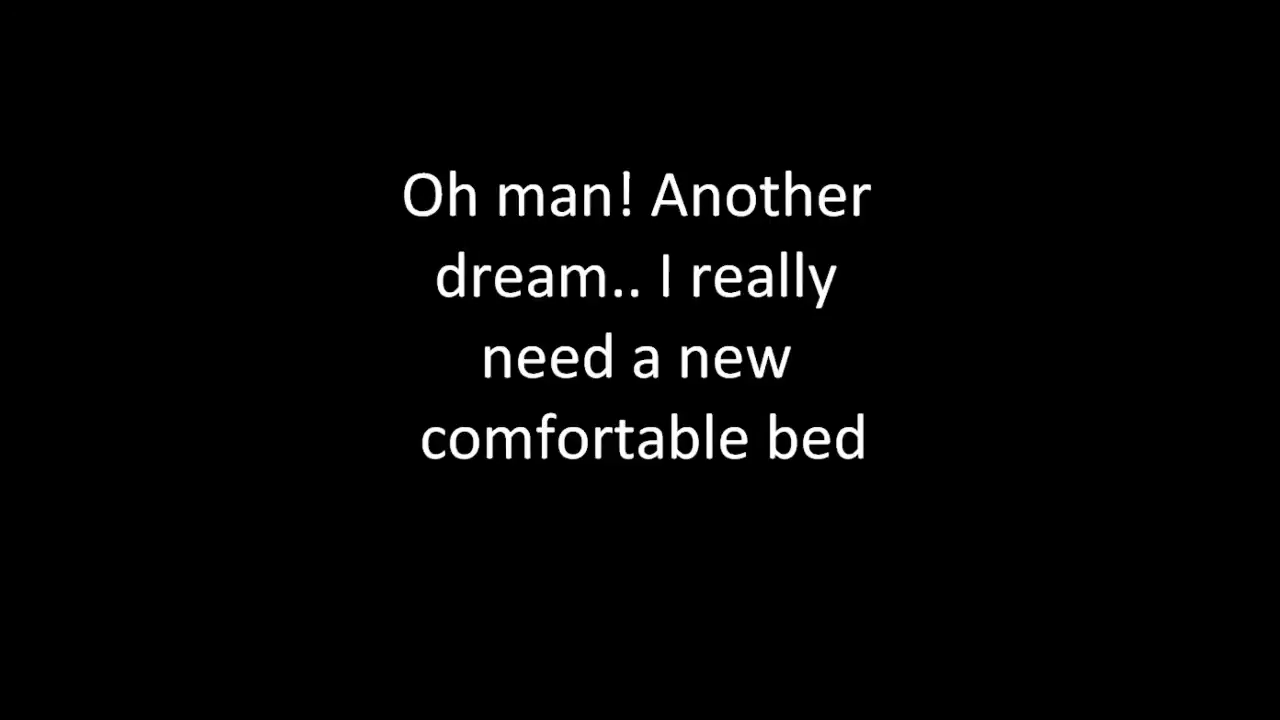 Oh man! Another
dream.. I really
need a new
comfortable bed